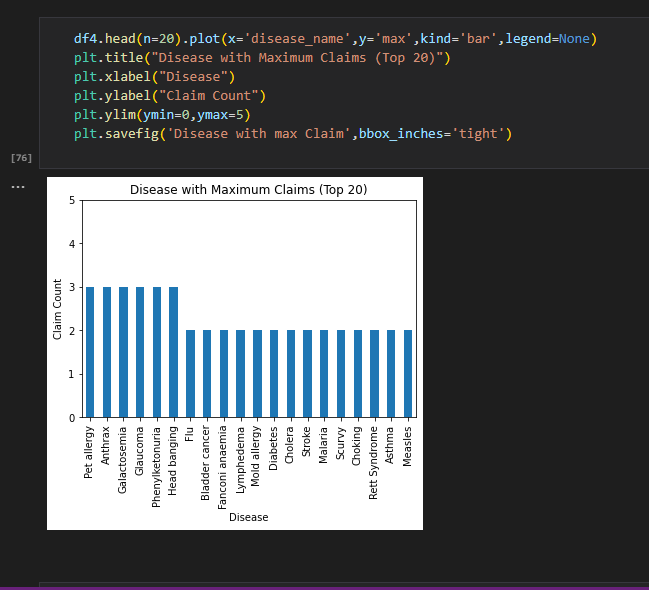 df4.head(n=20).plot(x='disease_name',y='max',kind='bar',legend=None)
plt.title("Disease with Maximum Claims (Top 20)")
plt.xlabel("Disease")
plt.ylabel("Claim Count")
plt.ylim(ymin=0,ymax=5)
plt.savefig('Disease with max Claim',bbox_inches='tight')
[76]
...
Disease with Maximum Claims (Top 20)
5
4
3
2
1
0
Claim Count
Pet allergy
Anthrax
Galactosemia
Glaucoma
Phenylketonuria
Head banging
Flu
Bladder cancer
Fanconi anaemia
Lymphedema
Mold allergy
Diabetes
Cholera
Stroke
Malaria
Scurvy
Choking
Rett Syndrome
Asthma
Measles
Disease